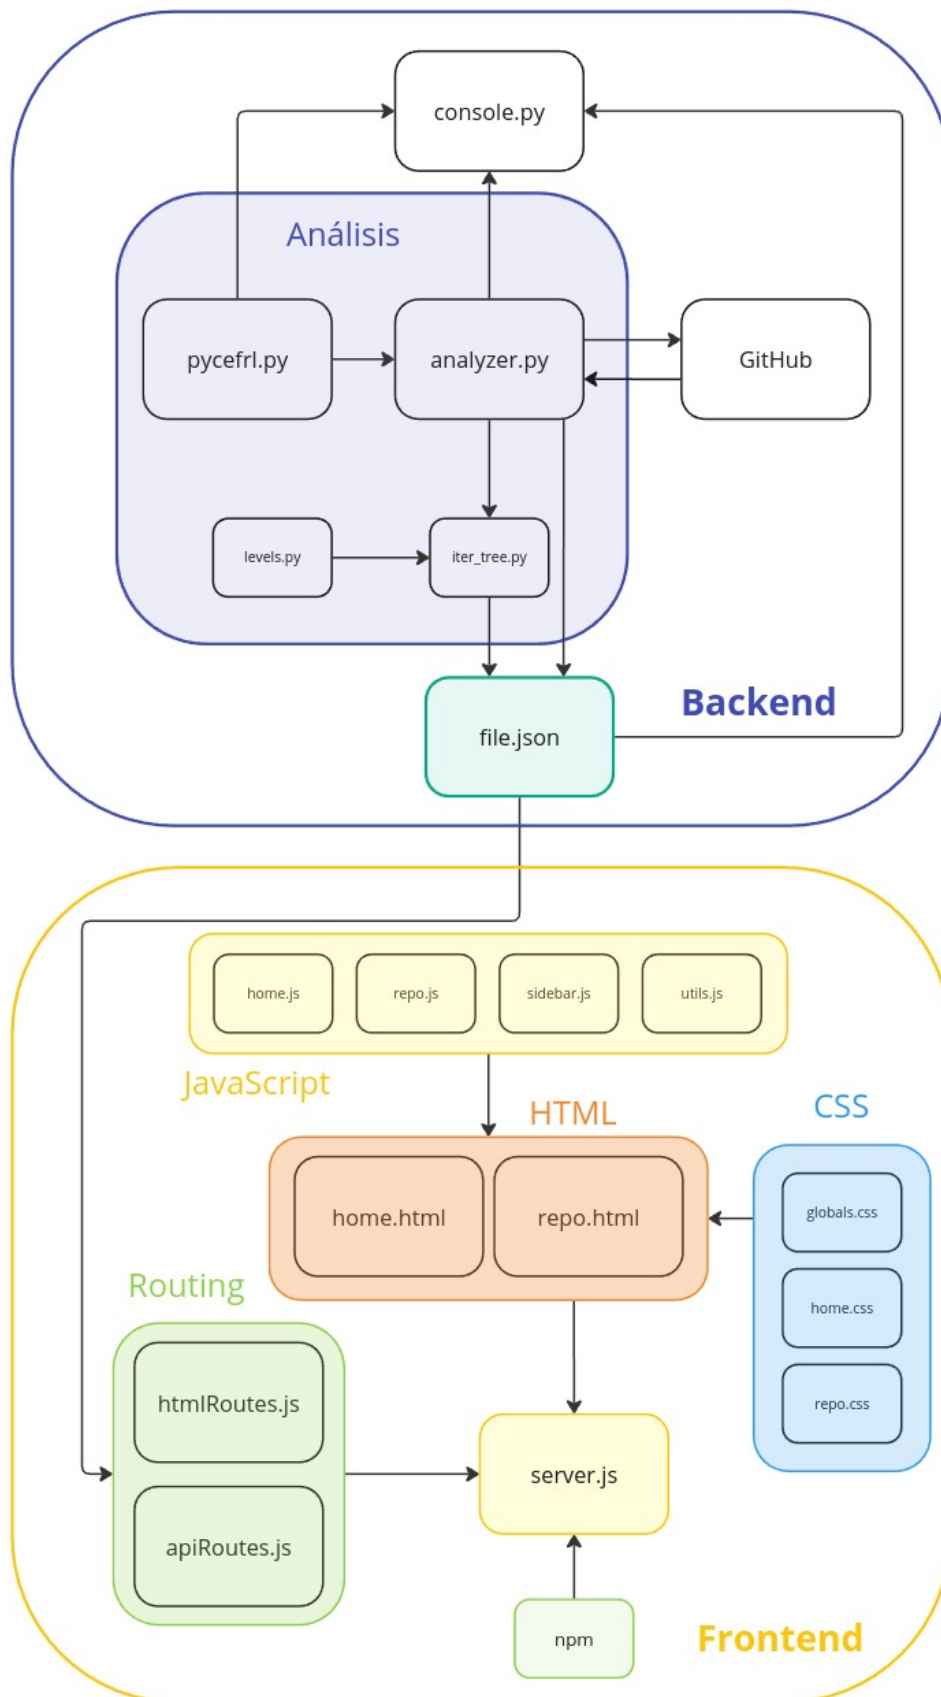 console.py
Análisis
pycefrl.py
analyzer.py
GitHub
levels.py
iter_tree.py
file.json
Backend
home.js
repo.js
sidebar.js
utils.js
JavaScript
HTML
CSS
home.html
repo.html
globals.css
home.css
repo.css
Routing
htmlRoutes.js
apiRoutes.js
server.js
npm
Frontend